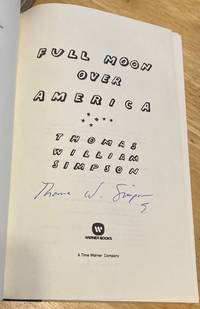 FULL MOON
OVER
AMERICA
THOMAS
WILLIAM
SIMPSON
Thomas W. Simpson
WARNER BOOKS
A Time Warner Company